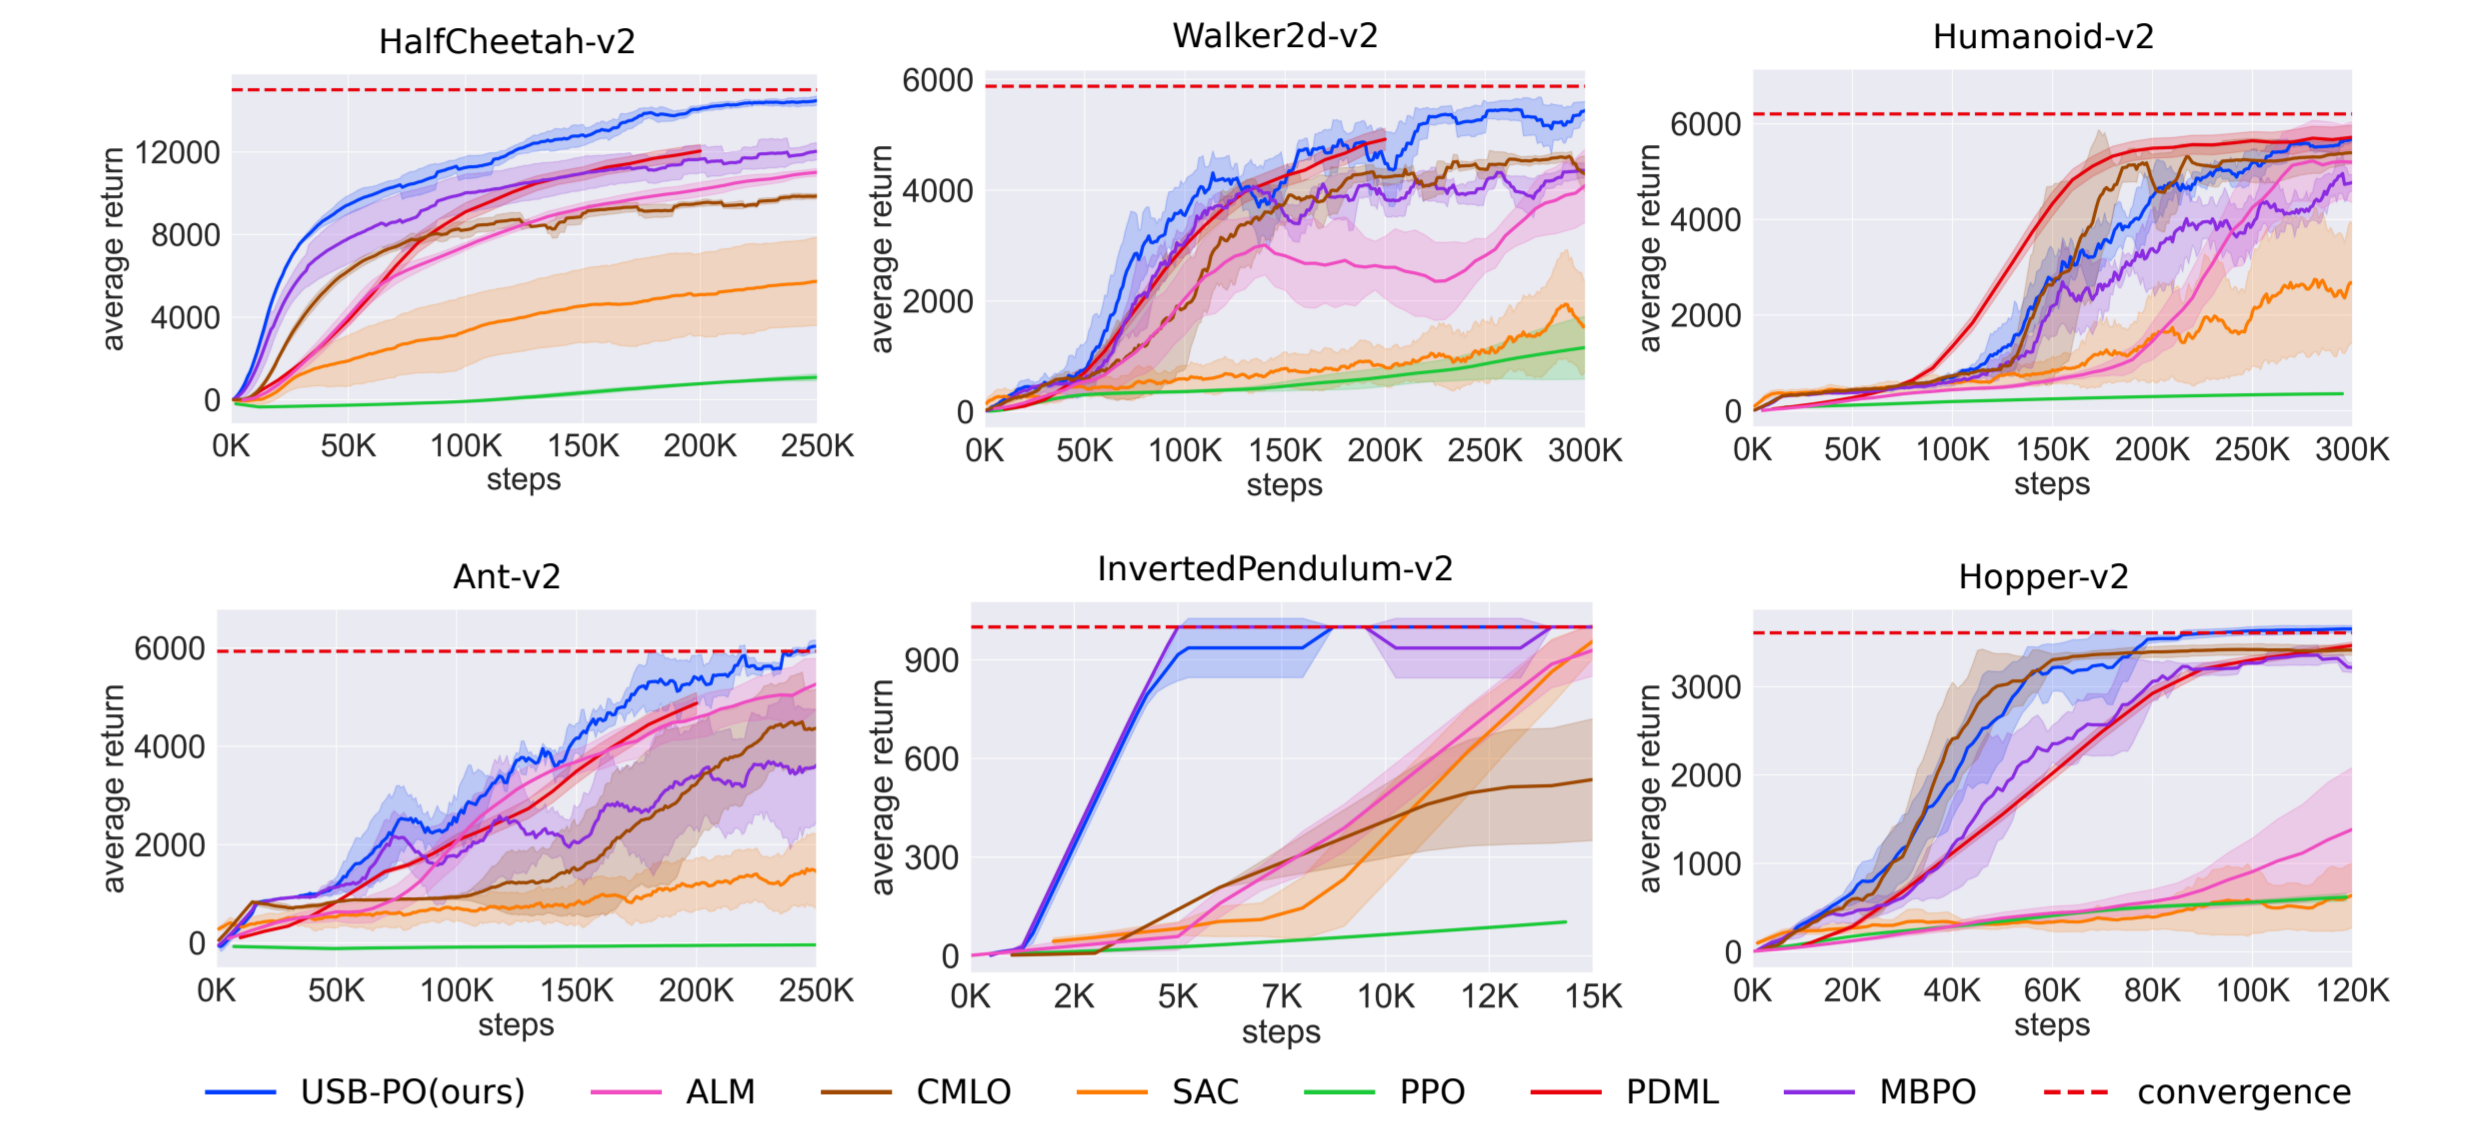 HalfCheetah-v2
average return
12000
8000
4000
0
0K 50K 100K 150K 200K 250K
steps
Walker2d-v2
average return
6000
4000
2000
0
0K 50K 100K 150K 200K 250K 300K
steps
Humanoid-v2
average return
6000
4000
2000
0
0K 50K 100K 150K 200K 250K 300K
steps
Ant-v2
average return
6000
4000
2000
0
0K 50K 100K 150K 200K 250K
steps
InvertedPendulum-v2
average return
900
600
300
0
0K 2K 5K 7K 10K 12K 15K
steps
Hopper-v2
average return
3000
2000
1000
0
0K 20K 40K 60K 80K 100K 120K
steps
USB-PO(ours) ALM CMLO SAC PPO PDML MBPO convergence